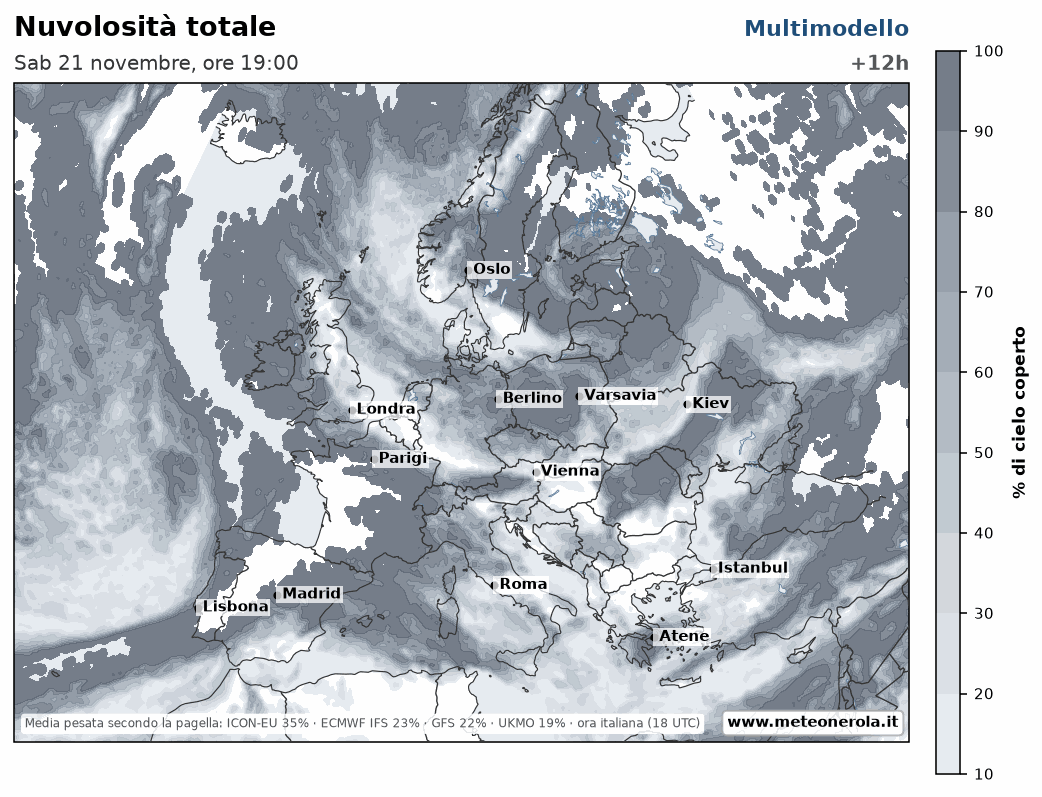 Nuvolosità totale
Multimodello
Sab 21 novembre, ore 19:00
+12h
Oslo
Londra
Berlino
Varsavia
Kiev
Parigi
Vienna
Lisbona
Madrid
Roma
Istanbul
Atene
Media pesata secondo la pagella: ICON-EU 35% · ECMWF IFS 23% · GFS 22% · UKMO 19% · ora italiana (18 UTC)
www.meteonerola.it
100
90
80
70
60
50
40
30
20
10
% di cielo coperto